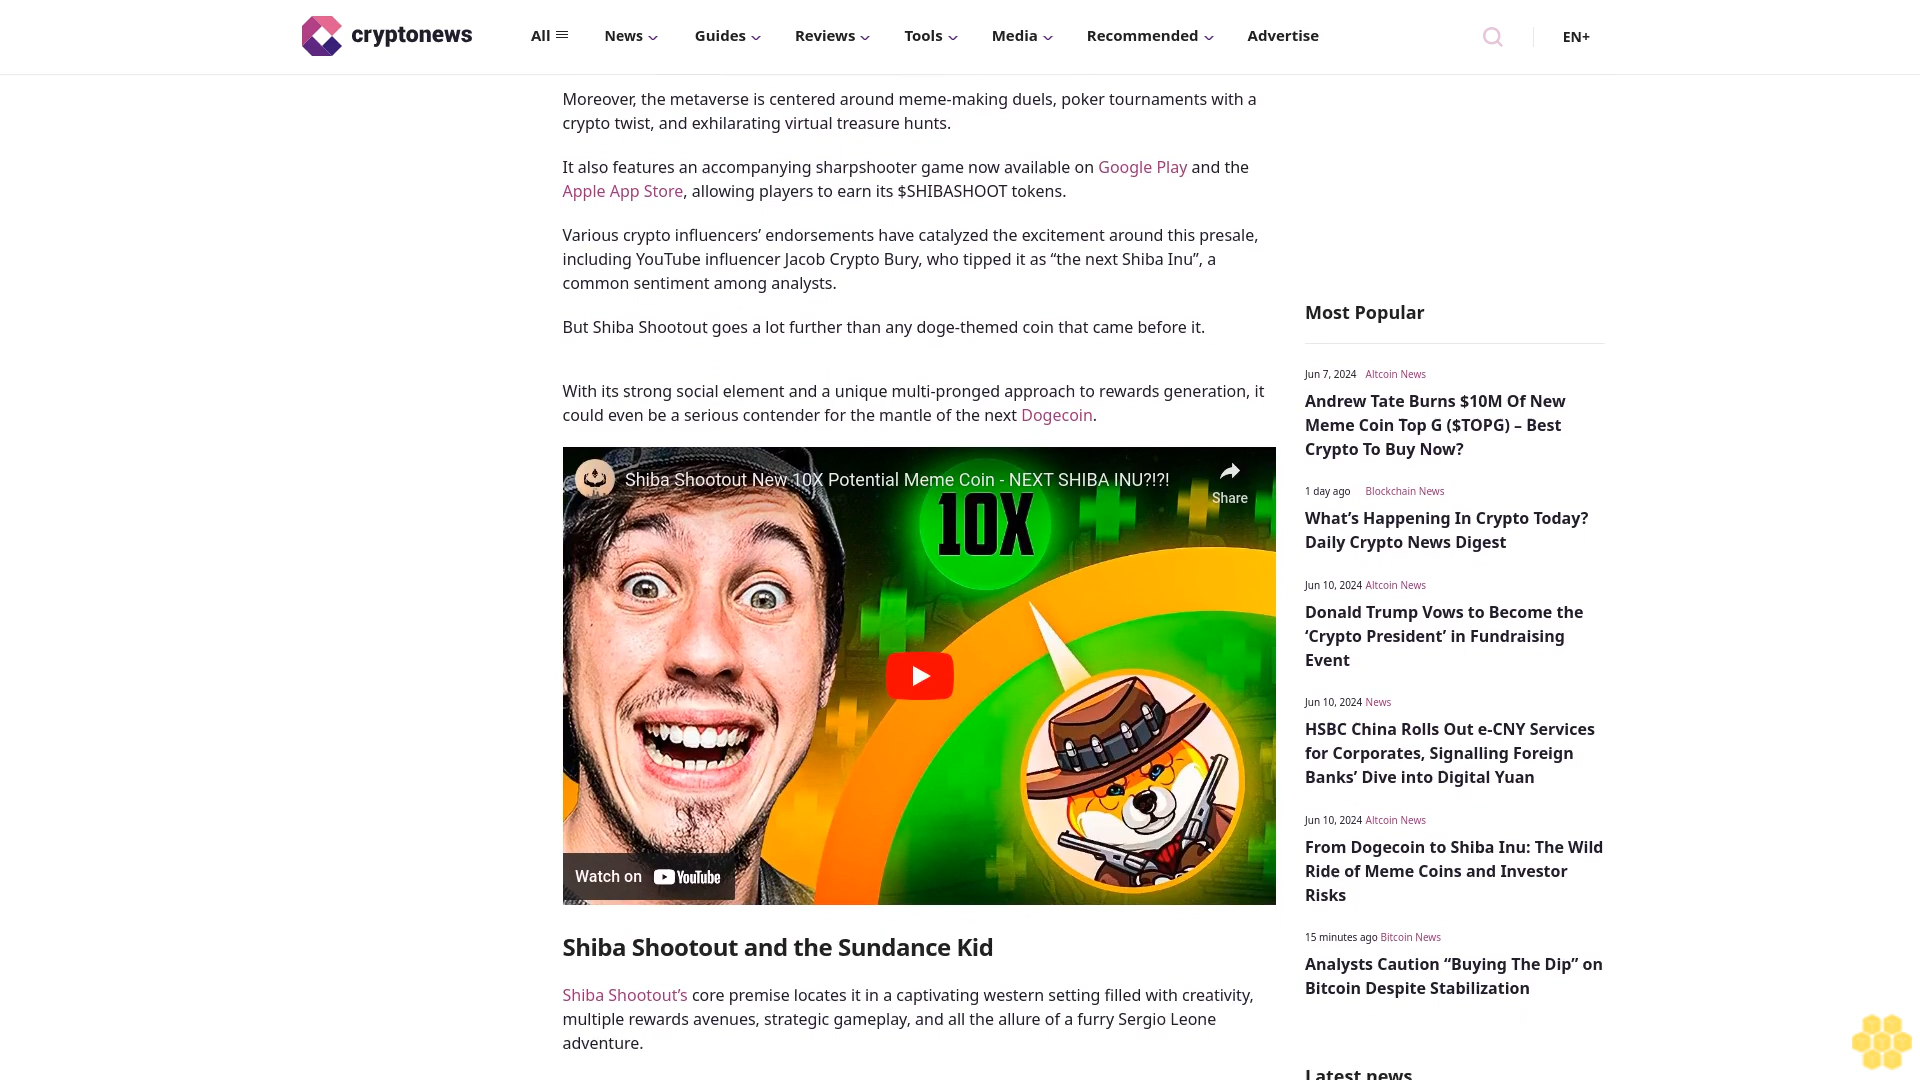 cryptonews
All
News
Guides
Reviews
Tools
Media
Recommended
Advertise
EN+
Moreover, the metaverse is centered around meme-making duels, poker tournaments with a
crypto twist, and exhilarating virtual treasure hunts.
It also features an accompanying sharpshooter game now available on Google Play and the
Apple App Store, allowing players to earn its $SHIBASHOOT tokens.
Various crypto influencers’ endorsements have catalyzed the excitement around this presale,
including YouTube influencer Jacob Crypto Bury, who tipped it as “the next Shiba Inu”, a
common sentiment among analysts.
But Shiba Shootout goes a lot further than any doge-themed coin that came before it.
With its strong social element and a unique multi-pronged approach to rewards generation, it
could even be a serious contender for the mantle of the next Dogecoin.
Shiba Shootout New 10X Potential Meme Coin - NEXT SHIBA INU?!?!
Share
10X
Watch on YouTube
Shiba Shootout and the Sundance Kid
Shiba Shootout’s core premise locates it in a captivating western setting filled with creativity,
multiple rewards avenues, strategic gameplay, and all the allure of a furry Sergio Leone
adventure.
Most Popular
Jun 7, 2024 Altcoin News
Andrew Tate Burns $10M Of New
Meme Coin Top G ($TOPG) – Best
Crypto To Buy Now?
1 day ago Blockchain News
What’s Happening In Crypto Today?
Daily Crypto News Digest
Jun 10, 2024 Altcoin News
Donald Trump Vows to Become the
‘Crypto President’ in Fundraising
Event
Jun 10, 2024 News
HSBC China Rolls Out e-CNY Services
for Corporates, Signalling Foreign
Banks’ Dive into Digital Yuan
Jun 10, 2024 Altcoin News
From Dogecoin to Shiba Inu: The Wild
Ride of Meme Coins and Investor
Risks
15 minutes ago Bitcoin News
Analysts Caution “Buying The Dip” on
Bitcoin Despite Stabilization
Latest news